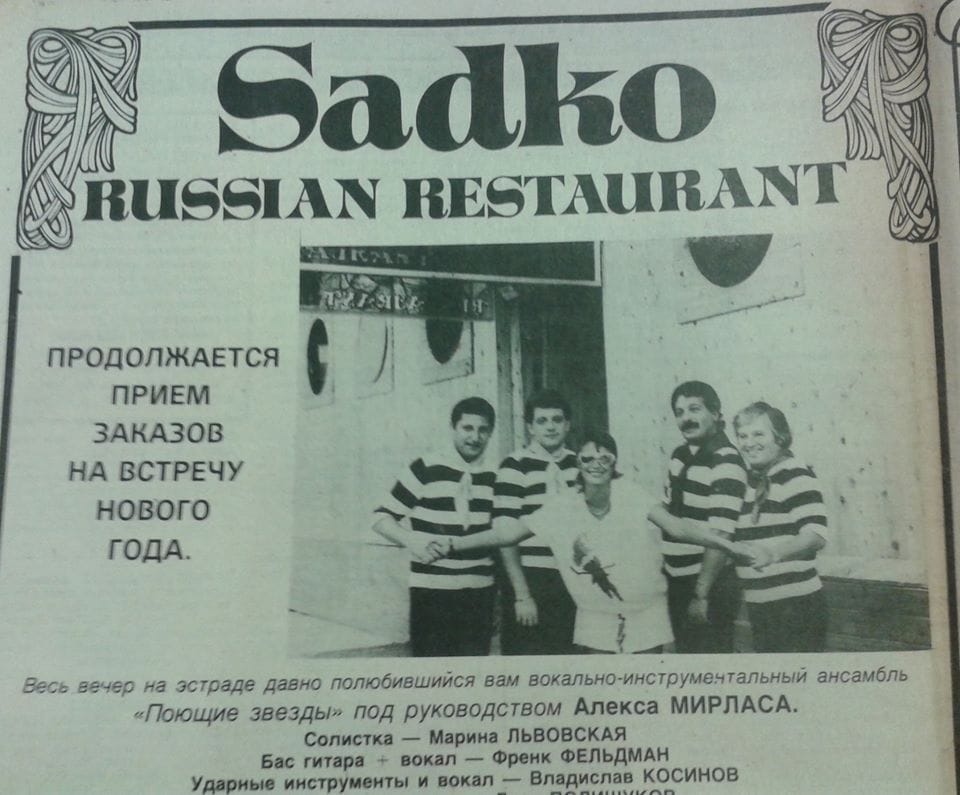 Sadko
RUSSIAN RESTAURANT
ПРОДОЛЖАЕТСЯ
ПРИЕМ
ЗАКАЗОВ
НА ВСТРЕЧУ
НОВОГО
ГОДА.
Весь вечер на эстраде давно полюбившийся вам вокально-инструментальный ансамбль
«Поющие звезды» под руководством Алекса МИРЛАСА.
Солистка — Марина ЛЬВОВСКАЯ
Бас гитара + вокал — Френк ФЕЛЬДМАН
Ударные инструменты и вокал — Владислав КОСИНОВ